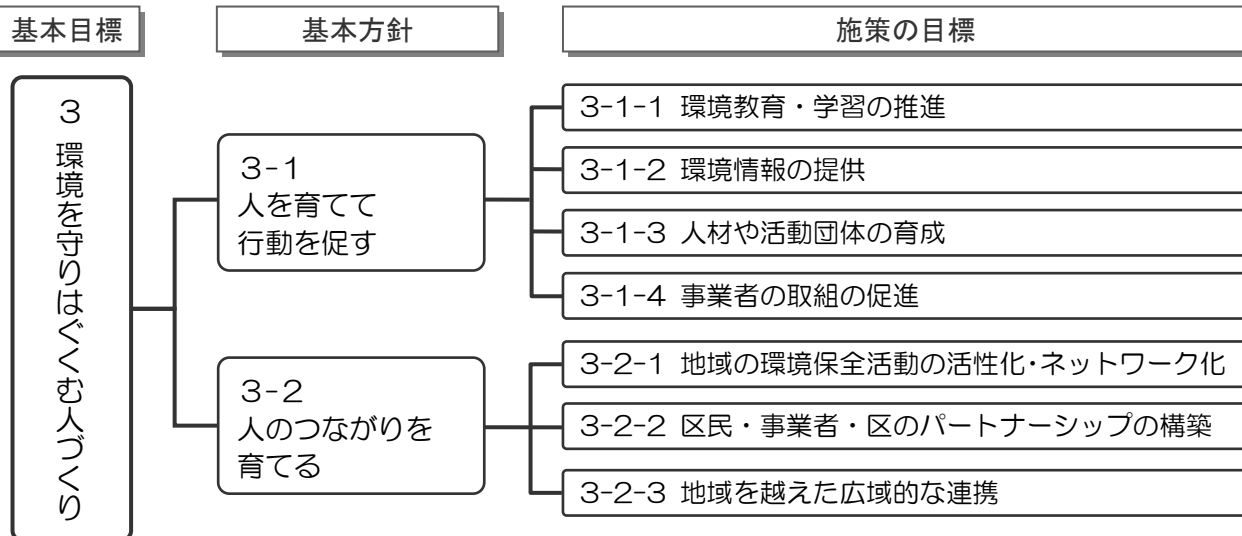 基本目標
基本方針
施策の目標
3 環境を守りはぐくむ人づくり
3-1
人を育てて
行動を促す
3-1-1 環境教育・学習の推進
3-1-2 環境情報の提供
3-1-3 人材や活動団体の育成
3-1-4 事業者の取組の促進
3-2
人のつながりを
育てる
3-2-1 地域の環境保全活動の活性化・ネットワーク化
3-2-2 区民・事業者・区のパートナーシップの構築
3-2-3 地域を越えた広域的な連携